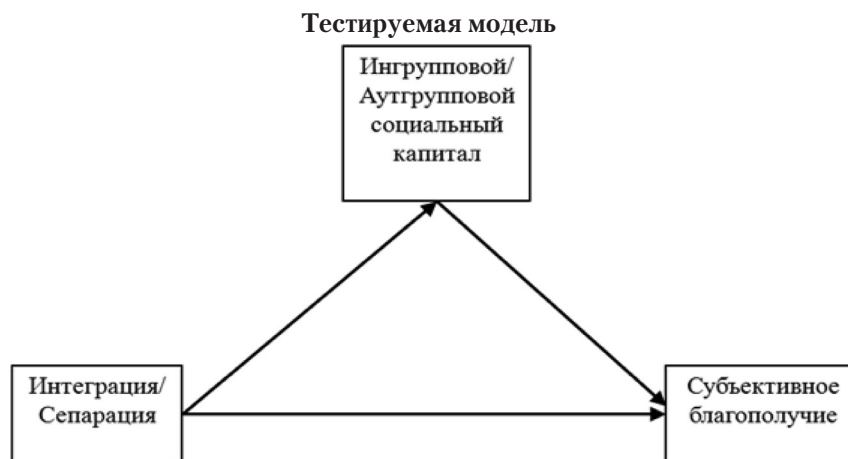 Тестируемая модель
Ингрупповой/
Аутгрупповой
социальный
капитал
Интеграция/
Сепарация
Субъективное
благополучие